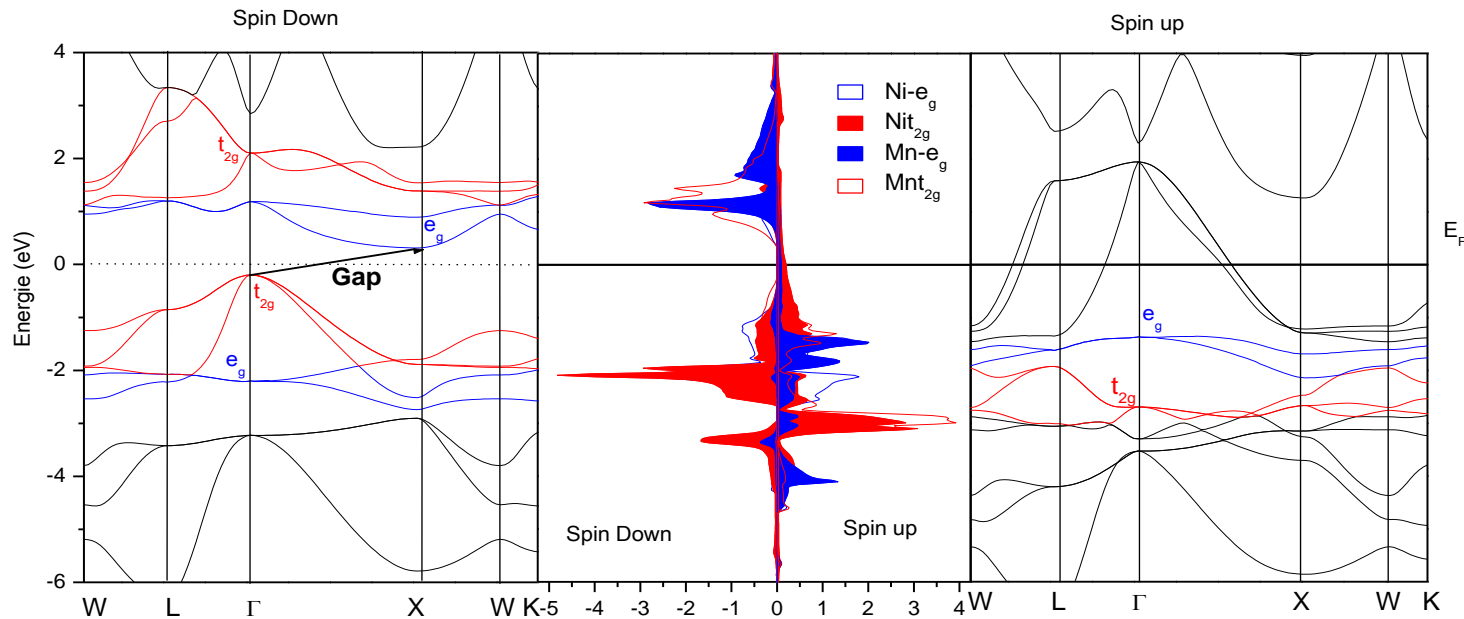 Spin Down
Spin up
4
2
0
-2
-4
-6
Energie (eV)
t2g
eg
Gap
t2g
eg
W
L
Γ
X
W
K
Ni-eg
Nit2g
Mn-eg
Mnt2g
Spin Down
Spin up
-5
-4
-3
-2
-1
0
1
2
3
4
eg
t2g
EF
W
L
Γ
X
W
K